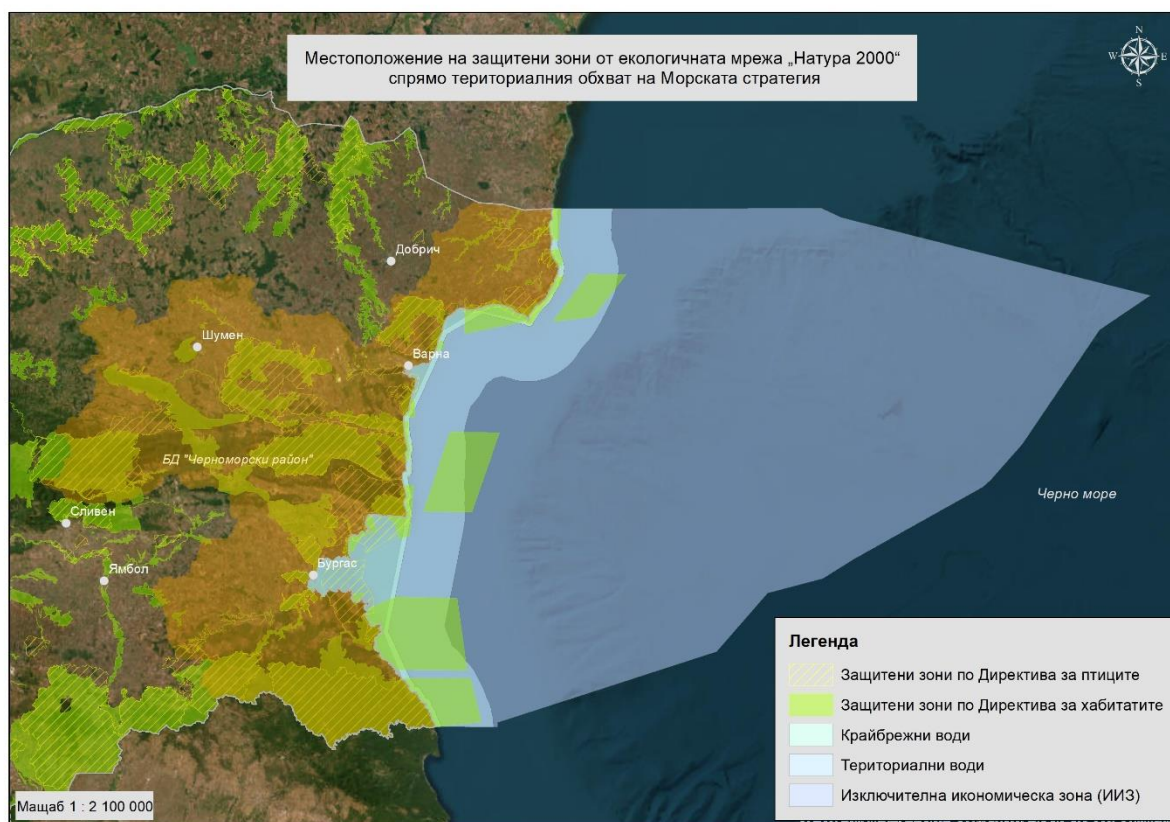 Местоположение на защитени зони от екологичната мрежа „Натура 2000“
спрямо териториалния обхват на Морската стратегия
N
W
E
S
Добрич
Шумен
Варна
БД "Черноморски район"
Черно море
Сливен
Ямбол
Бургас
Легенда
Защитени зони по Директива за птиците
Защитени зони по Директива за хабитатите
Крайбрежни води
Териториални води
Изключителна икономическа зона (ИИЗ)
Мащаб 1 : 2 100 000